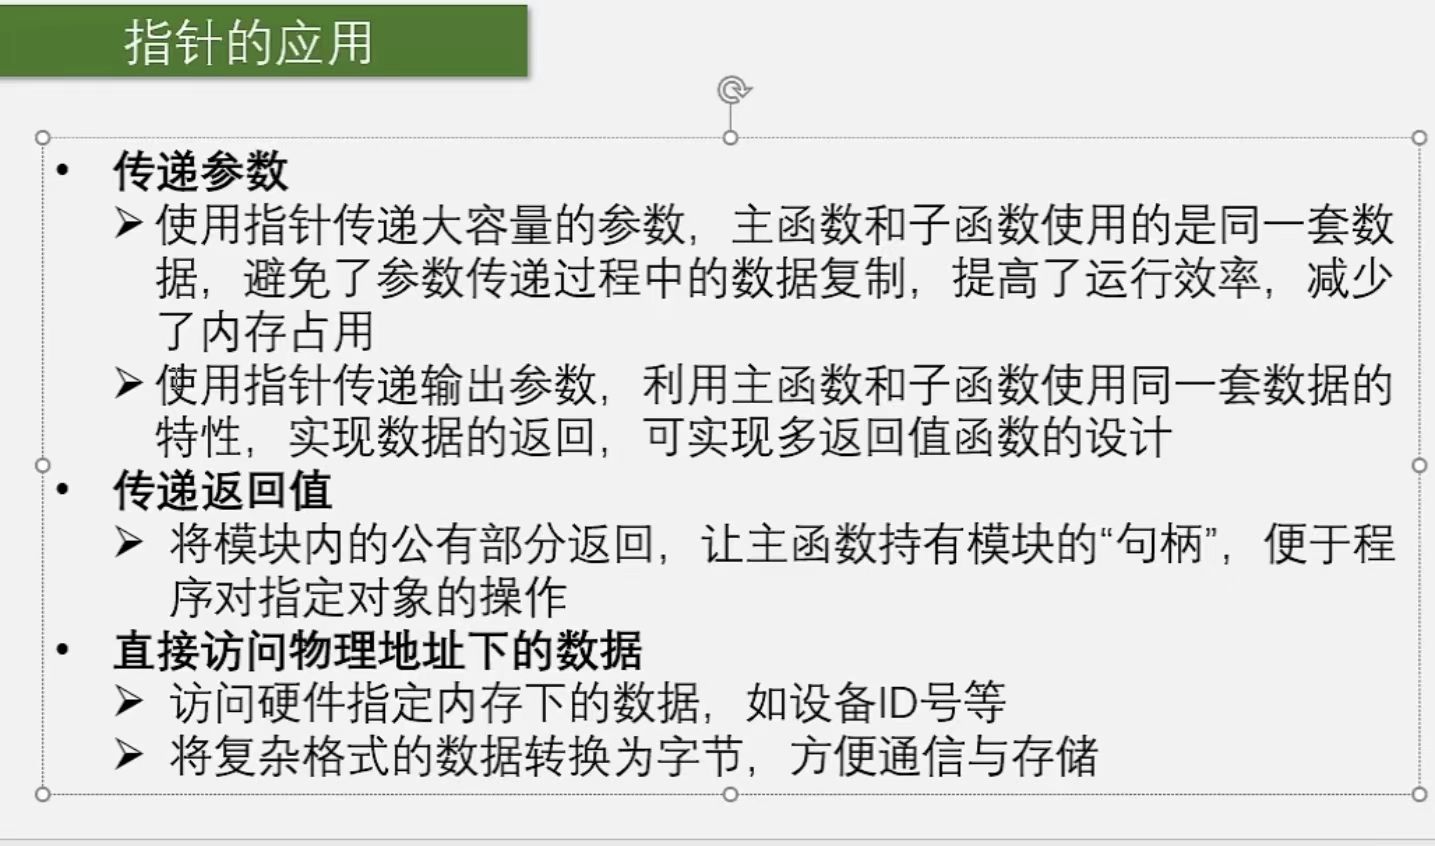 指针的应用
• 传递参数
➢ 使用指针传递大容量的参数，主函数和子函数使用的是同一套数
据，避免了参数传递过程中的数据复制，提高了运行效率，减少
了内存占用
➢ 使用指针传递输出参数，利用主函数和子函数使用同一套数据的
特性，实现数据的返回，可实现多返回值函数的设计
• 传递返回值
➢ 将模块内的公有部分返回，让主函数持有模块的“句柄”，便于程
序对指定对象的操作
• 直接访问物理地址下的数据
➢ 访问硬件指定内存下的数据，如设备ID号等
➢ 将复杂格式的数据转换为字节，方便通信与存储